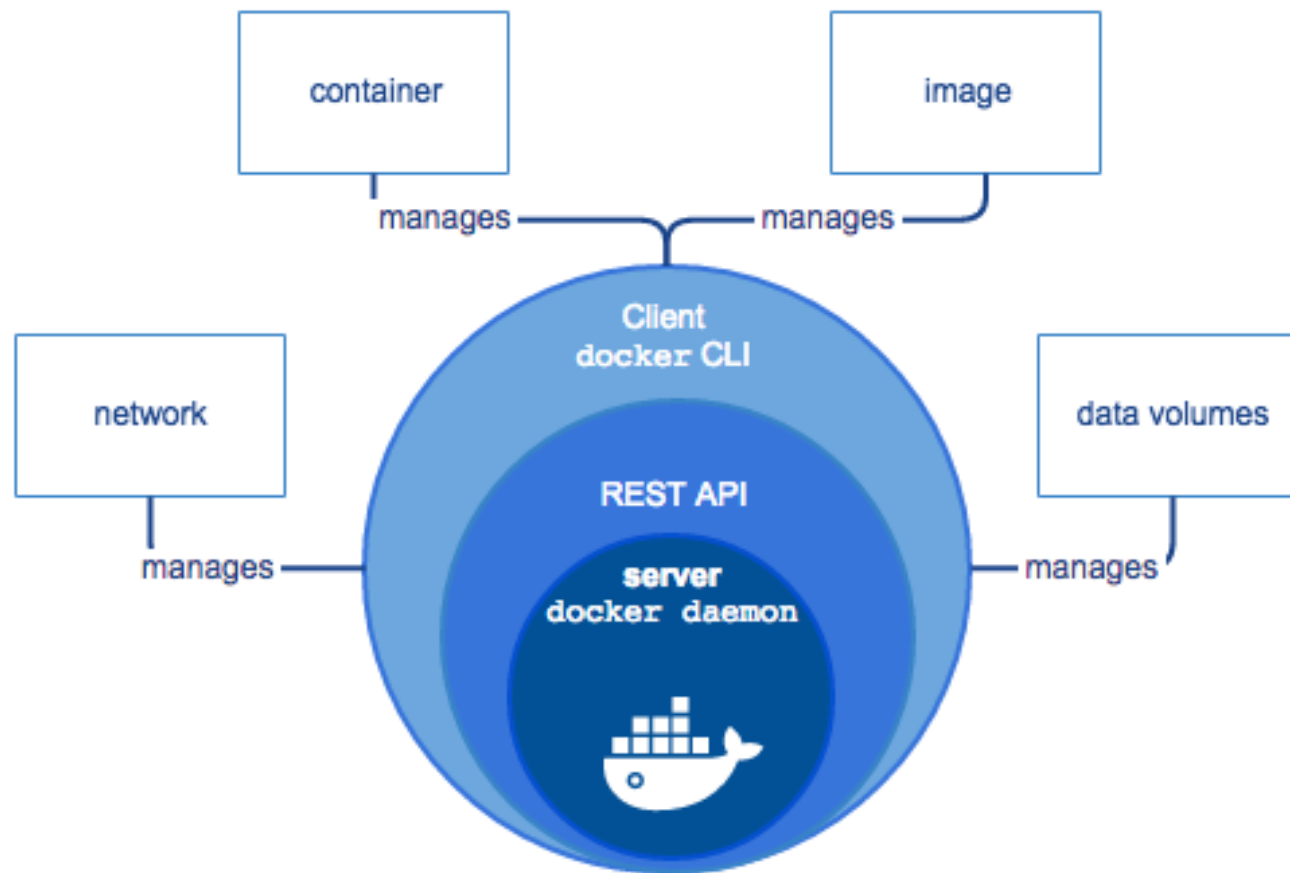 container
image
manages
manages
Client
docker CLI
network
data volumes
REST API
manages
manages
server
docker daemon